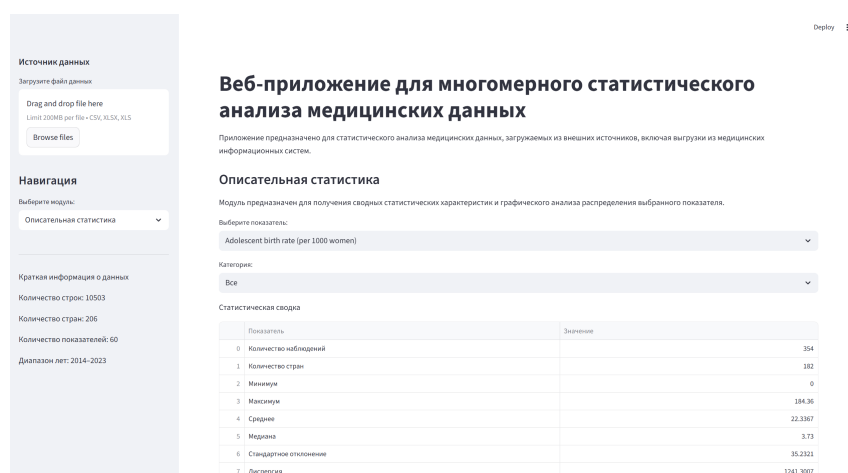 Deploy
Источник данных
Загрузите файл данных
Drag and drop file here
Limit 200MB per file • CSV, XLSX, XLS
Browse files
Навигация
Выберите модуль:
Описательная статистика
Краткая информация о данных
Количество строк: 10503
Количество стран: 206
Количество показателей: 60
Диапазон лет: 2014–2023
Веб-приложение для многомерного статистического
анализа медицинских данных
Приложение предназначено для статистического анализа медицинских данных, загружаемых из внешних источников, включая выгрузки из медицинских
информационных систем.
Описательная статистика
Модуль предназначен для получения сводных статистических характеристик и графического анализа распределения выбранного показателя.
Выберите показатель:
Adolescent birth rate (per 1000 women)
Категория:
Все
Статистическая сводка
Показатель Значение
0 Количество наблюдений 354
1 Количество стран 182
2 Минимум 0
3 Максимум 184.36
4 Среднее 22.3367
5 Медиана 3.73
6 Стандартное отклонение 35.2321
7 Дисперсия 1241.3007